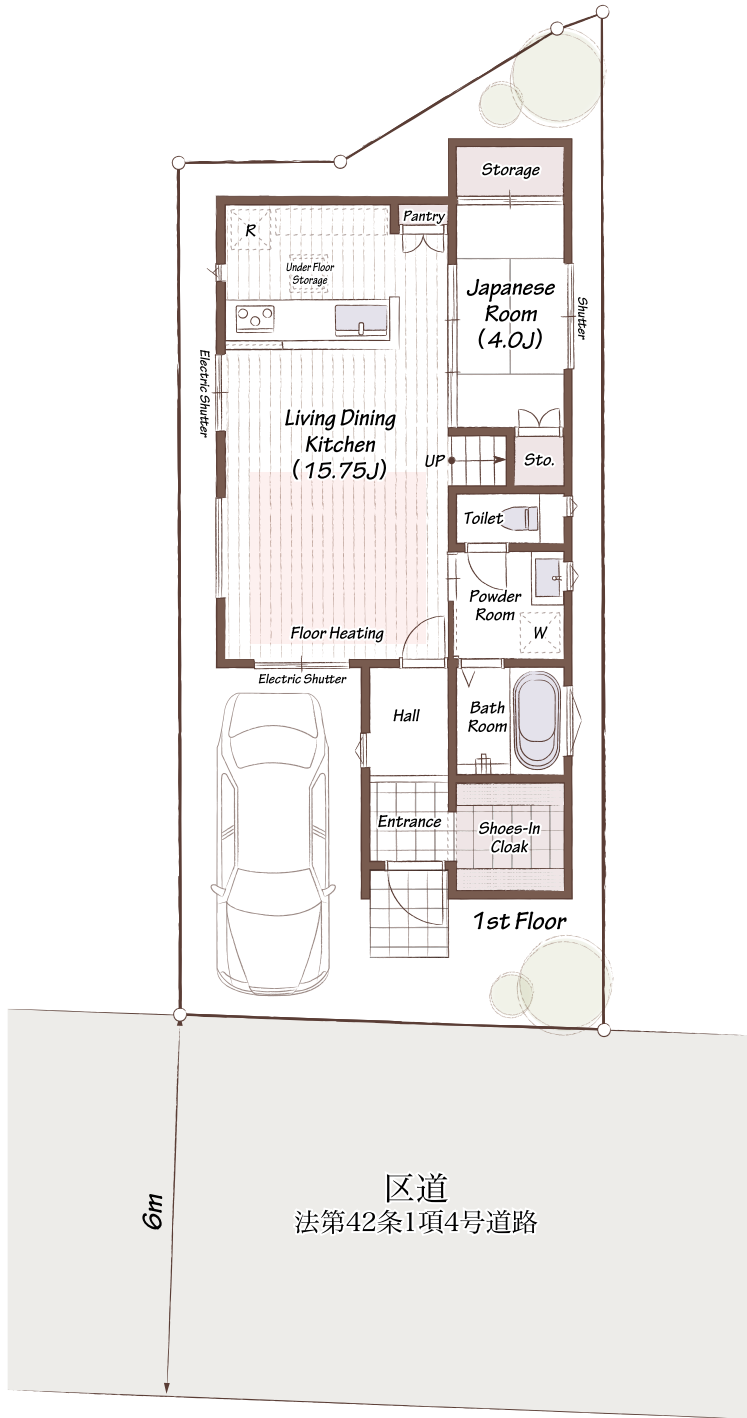 Storage
Pantry
R
Under Floor
Storage
Japanese
Room
(4.0J)
Shutter
Electric Shutter
Living Dining
Kitchen
(15.75J)
UP
Sto.
Toilet
Powder
Room
W
Floor Heating
Electric Shutter
Hall
Bath
Room
Entrance
Shoes-In
Cloak
1st Floor
6m
区道
法第42条1項4号道路